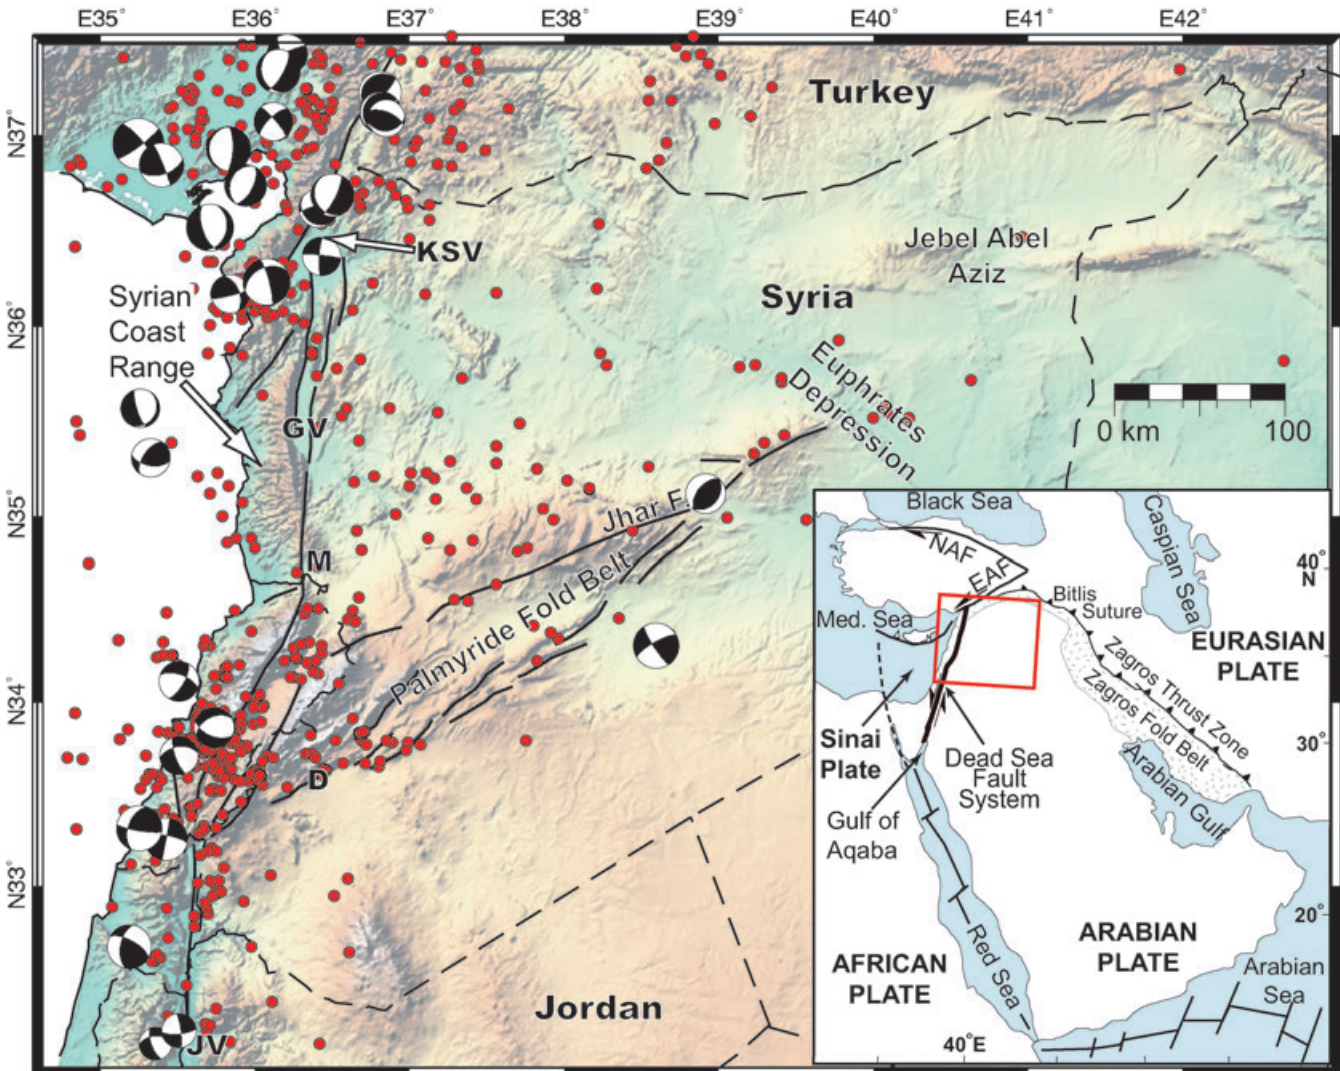 E35° E36° E37° E38° E39° E40° E41° E42°
N37°
N36°
N35°
N34°
N33°
Turkey
KSV
Jebel Abel
Aziz
Syria
Syrian
Coast
Range
Euphrates
Depression
GV
0 km 100
Jhar F.
M
Palmyride Fold Belt
D
Jordan
JV
Black Sea
Caspian Sea
NAF
EAF
40°
N
Bitlis
Suture
Med. Sea
EURASIAN
PLATE
Zagros Thrust Zone
Zagros Fold Belt
Sinai
Plate
Dead Sea
Fault
System
30°
Arabian Gulf
Gulf of
Aqaba
20°
ARABIAN
PLATE
Red Sea
AFRICAN
PLATE
Arabian
Sea
40°E